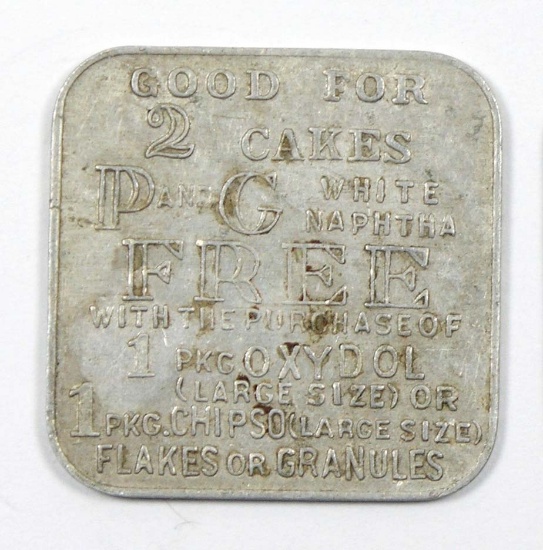 GOOD FOR
2 CAKES
P AND G WHITE NAPHTHA
FREE
WITH THE PURCHASE OF
1 PKG OXYDOL
(LARGE SIZE) OR
1 PKG. CHIPSO (LARGE SIZE)
FLAKES OR GRANULES